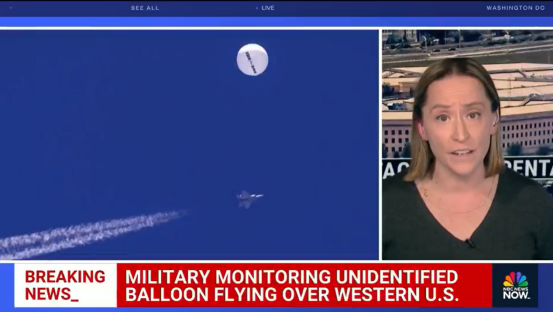 SEE ALL
LIVE
WASHINGTON DC
BREAKING
NEWS_
MILITARY MONITORING UNIDENTIFIED
BALLOON FLYING OVER WESTERN U.S.
NBC NEWS
NOW.